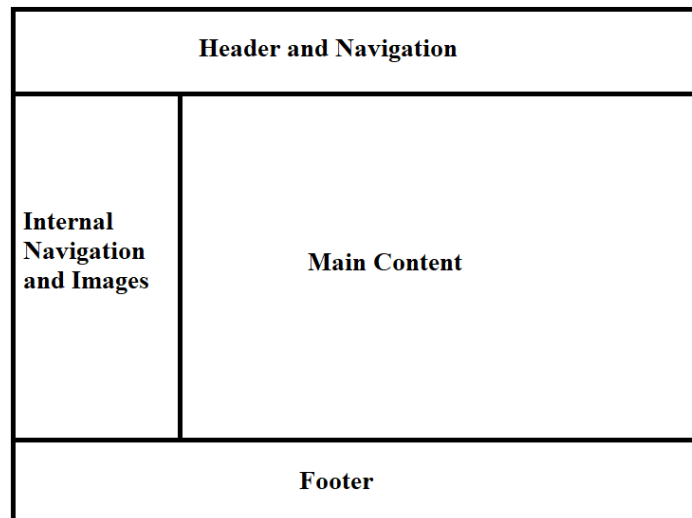 Header and Navigation
Internal
Navigation
and Images
Main Content
Footer